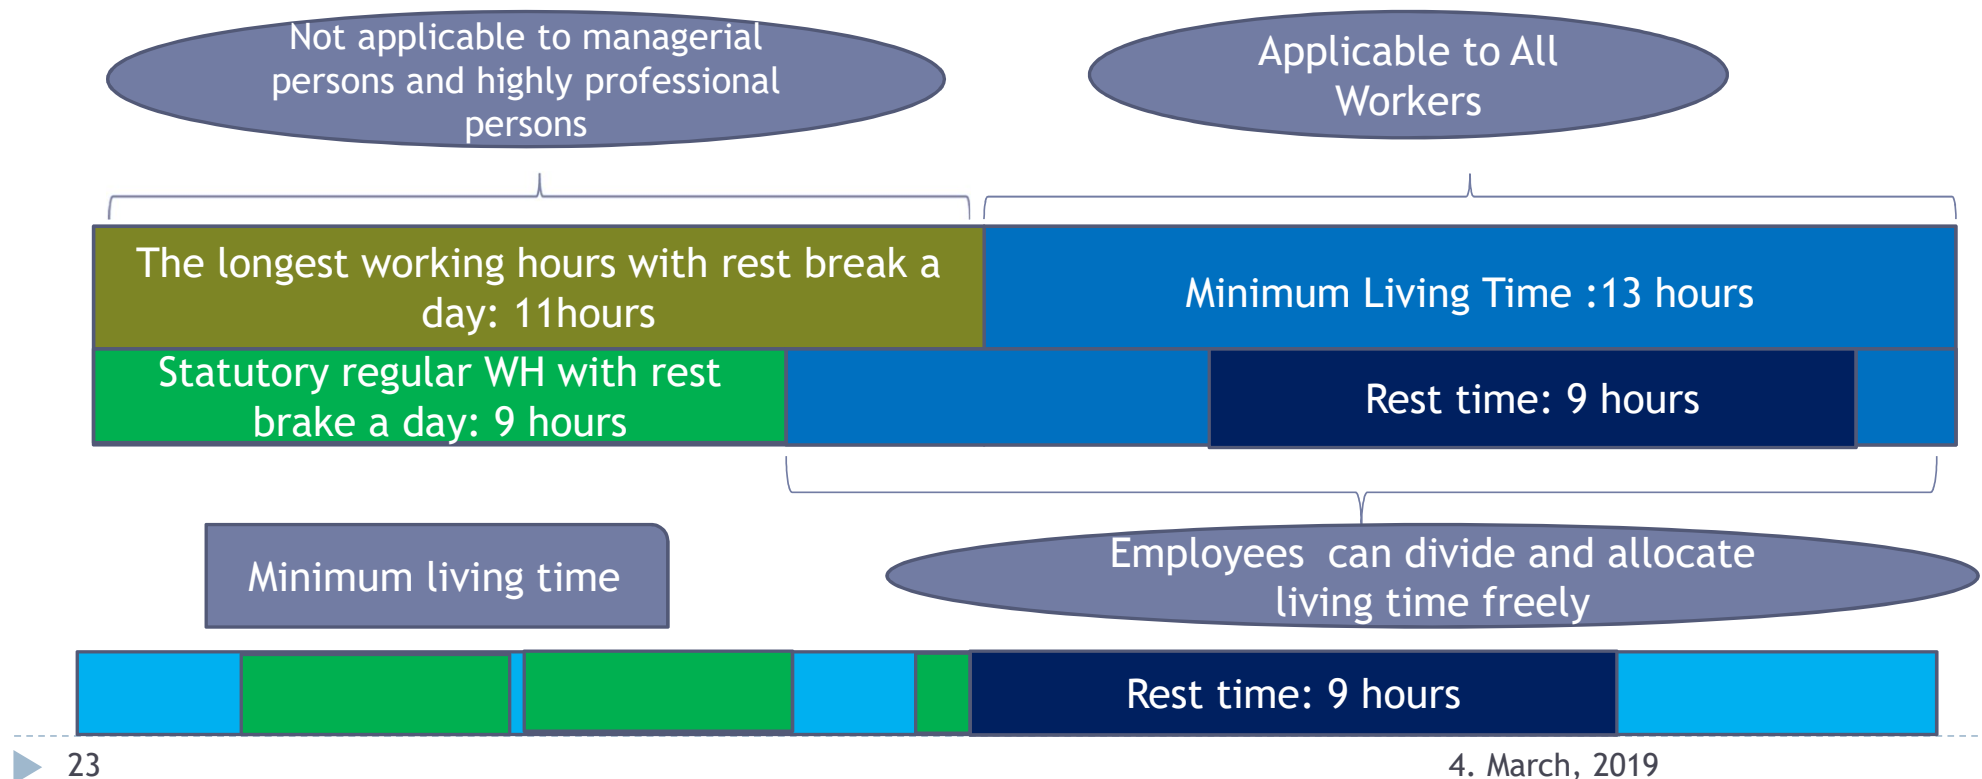 Not applicable to managerial
persons and highly professional
persons
Applicable to All
Workers
The longest working hours with rest break a
day: 11hours
Minimum Living Time :13 hours
Statutory regular WH with rest
brake a day: 9 hours
Rest time: 9 hours
Minimum living time
Employees can divide and allocate
living time freely
Rest time: 9 hours
23
4. March, 2019